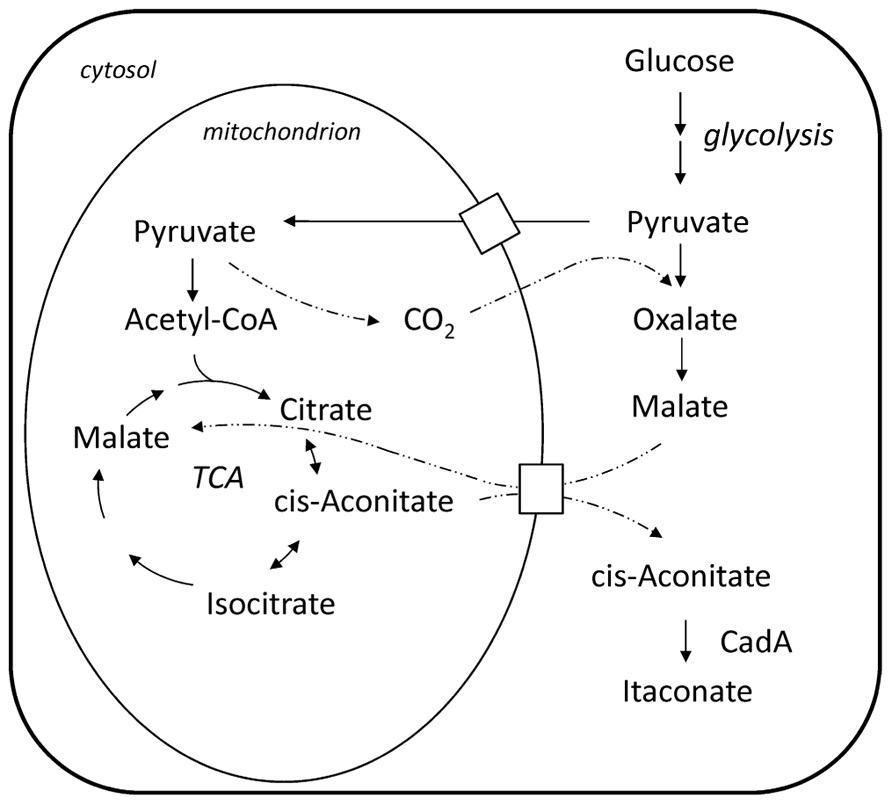 cytosol
Glucose
mitochondrion
glycolysis
Pyruvate
Pyruvate
Acetyl-CoA
CO2
Oxalate
Citrate
Malate
Malate
TCA
cis-Aconitate
cis-Aconitate
Isocitrate
CadA
Itaconate